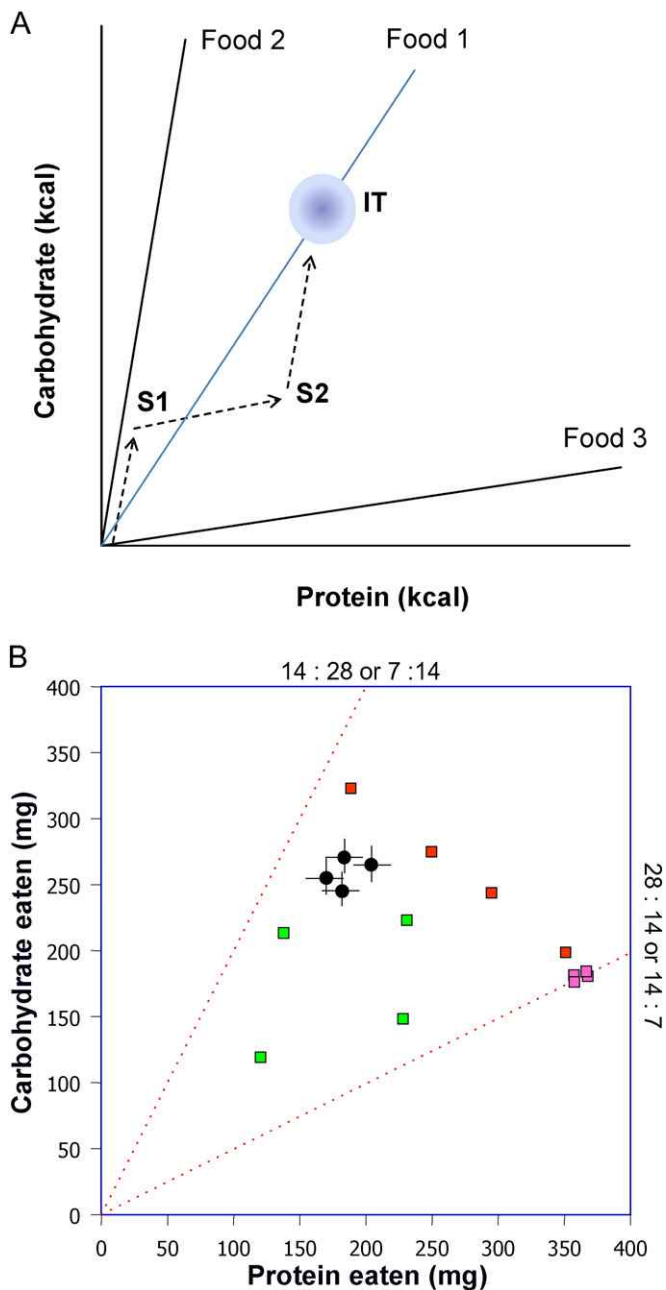 A
Food 2
Food 1
IT
S1
S2
Food 3
Carbohydrate (kcal)
Protein (kcal)
B
14 : 28 or 7 :14
400
350
300
250
200
150
100
50
0
Carbohydrate eaten (mg)
28 : 14 or 14 : 7
0 50 100 150 200 250 300 350 400
Protein eaten (mg)